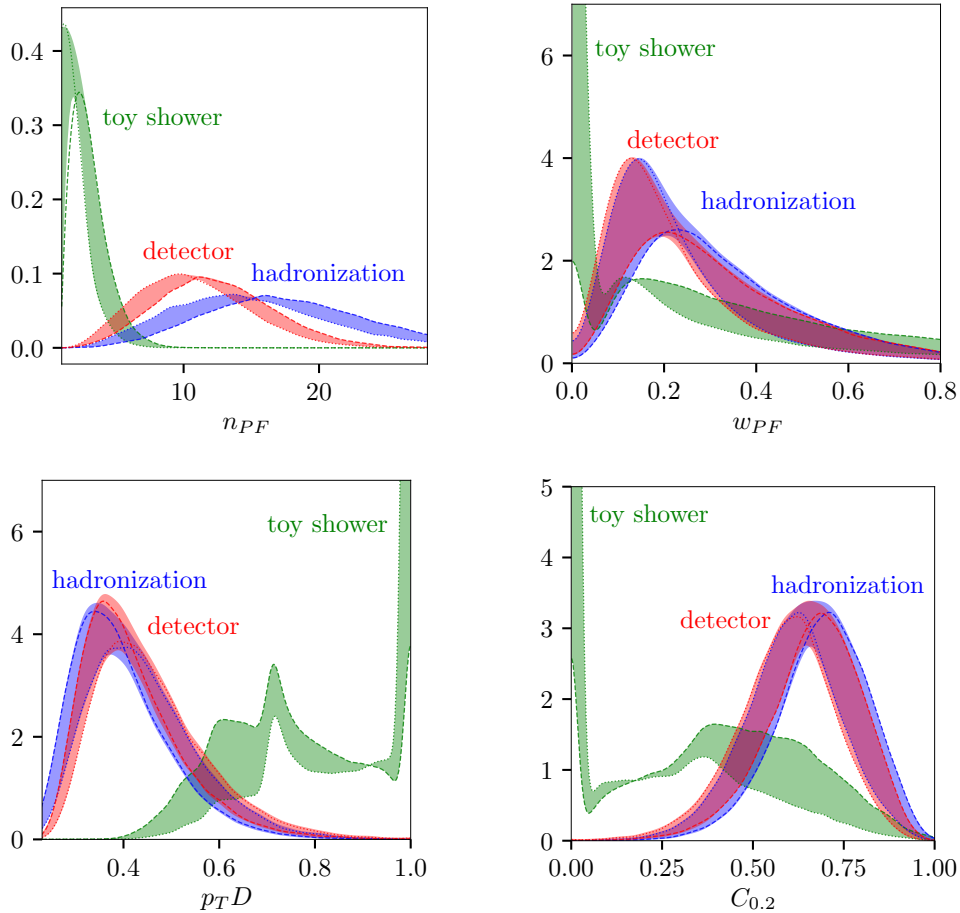 0.4
0.3
0.2
0.1
0.0
toy shower
detector
hadronization
10
20
n_{PF}
6
4
2
0
toy shower
detector
hadronization
0.0
0.2
0.4
0.6
0.8
w_{PF}
6
4
2
0
toy shower
hadronization
detector
0.4
0.6
0.8
1.0
p_T D
5
4
3
2
1
0
toy shower
hadronization
detector
0.00
0.25
0.50
0.75
1.00
C_{0.2}